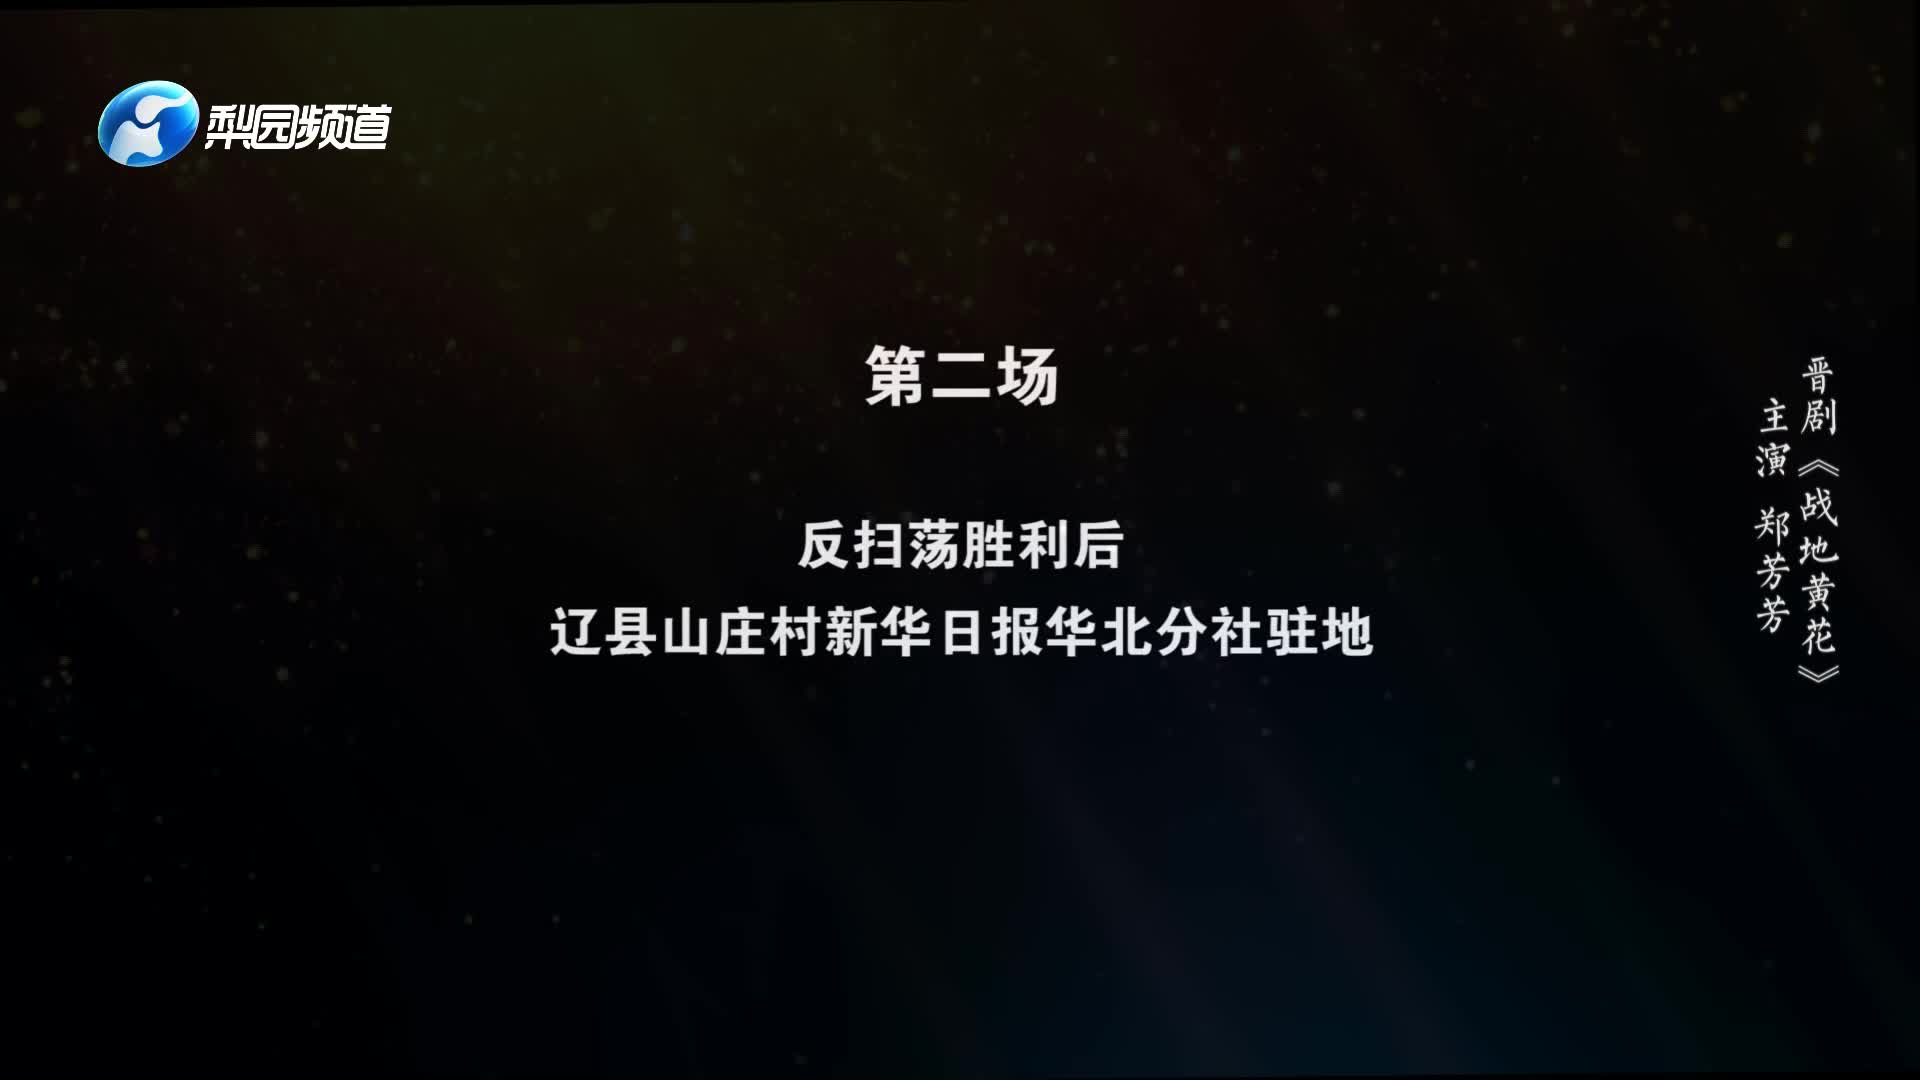 梨园频道
第二场
反扫荡胜利后
辽县山庄村新华日报华北分社驻地
晋剧《战地黄花》
主演 郑芳芳